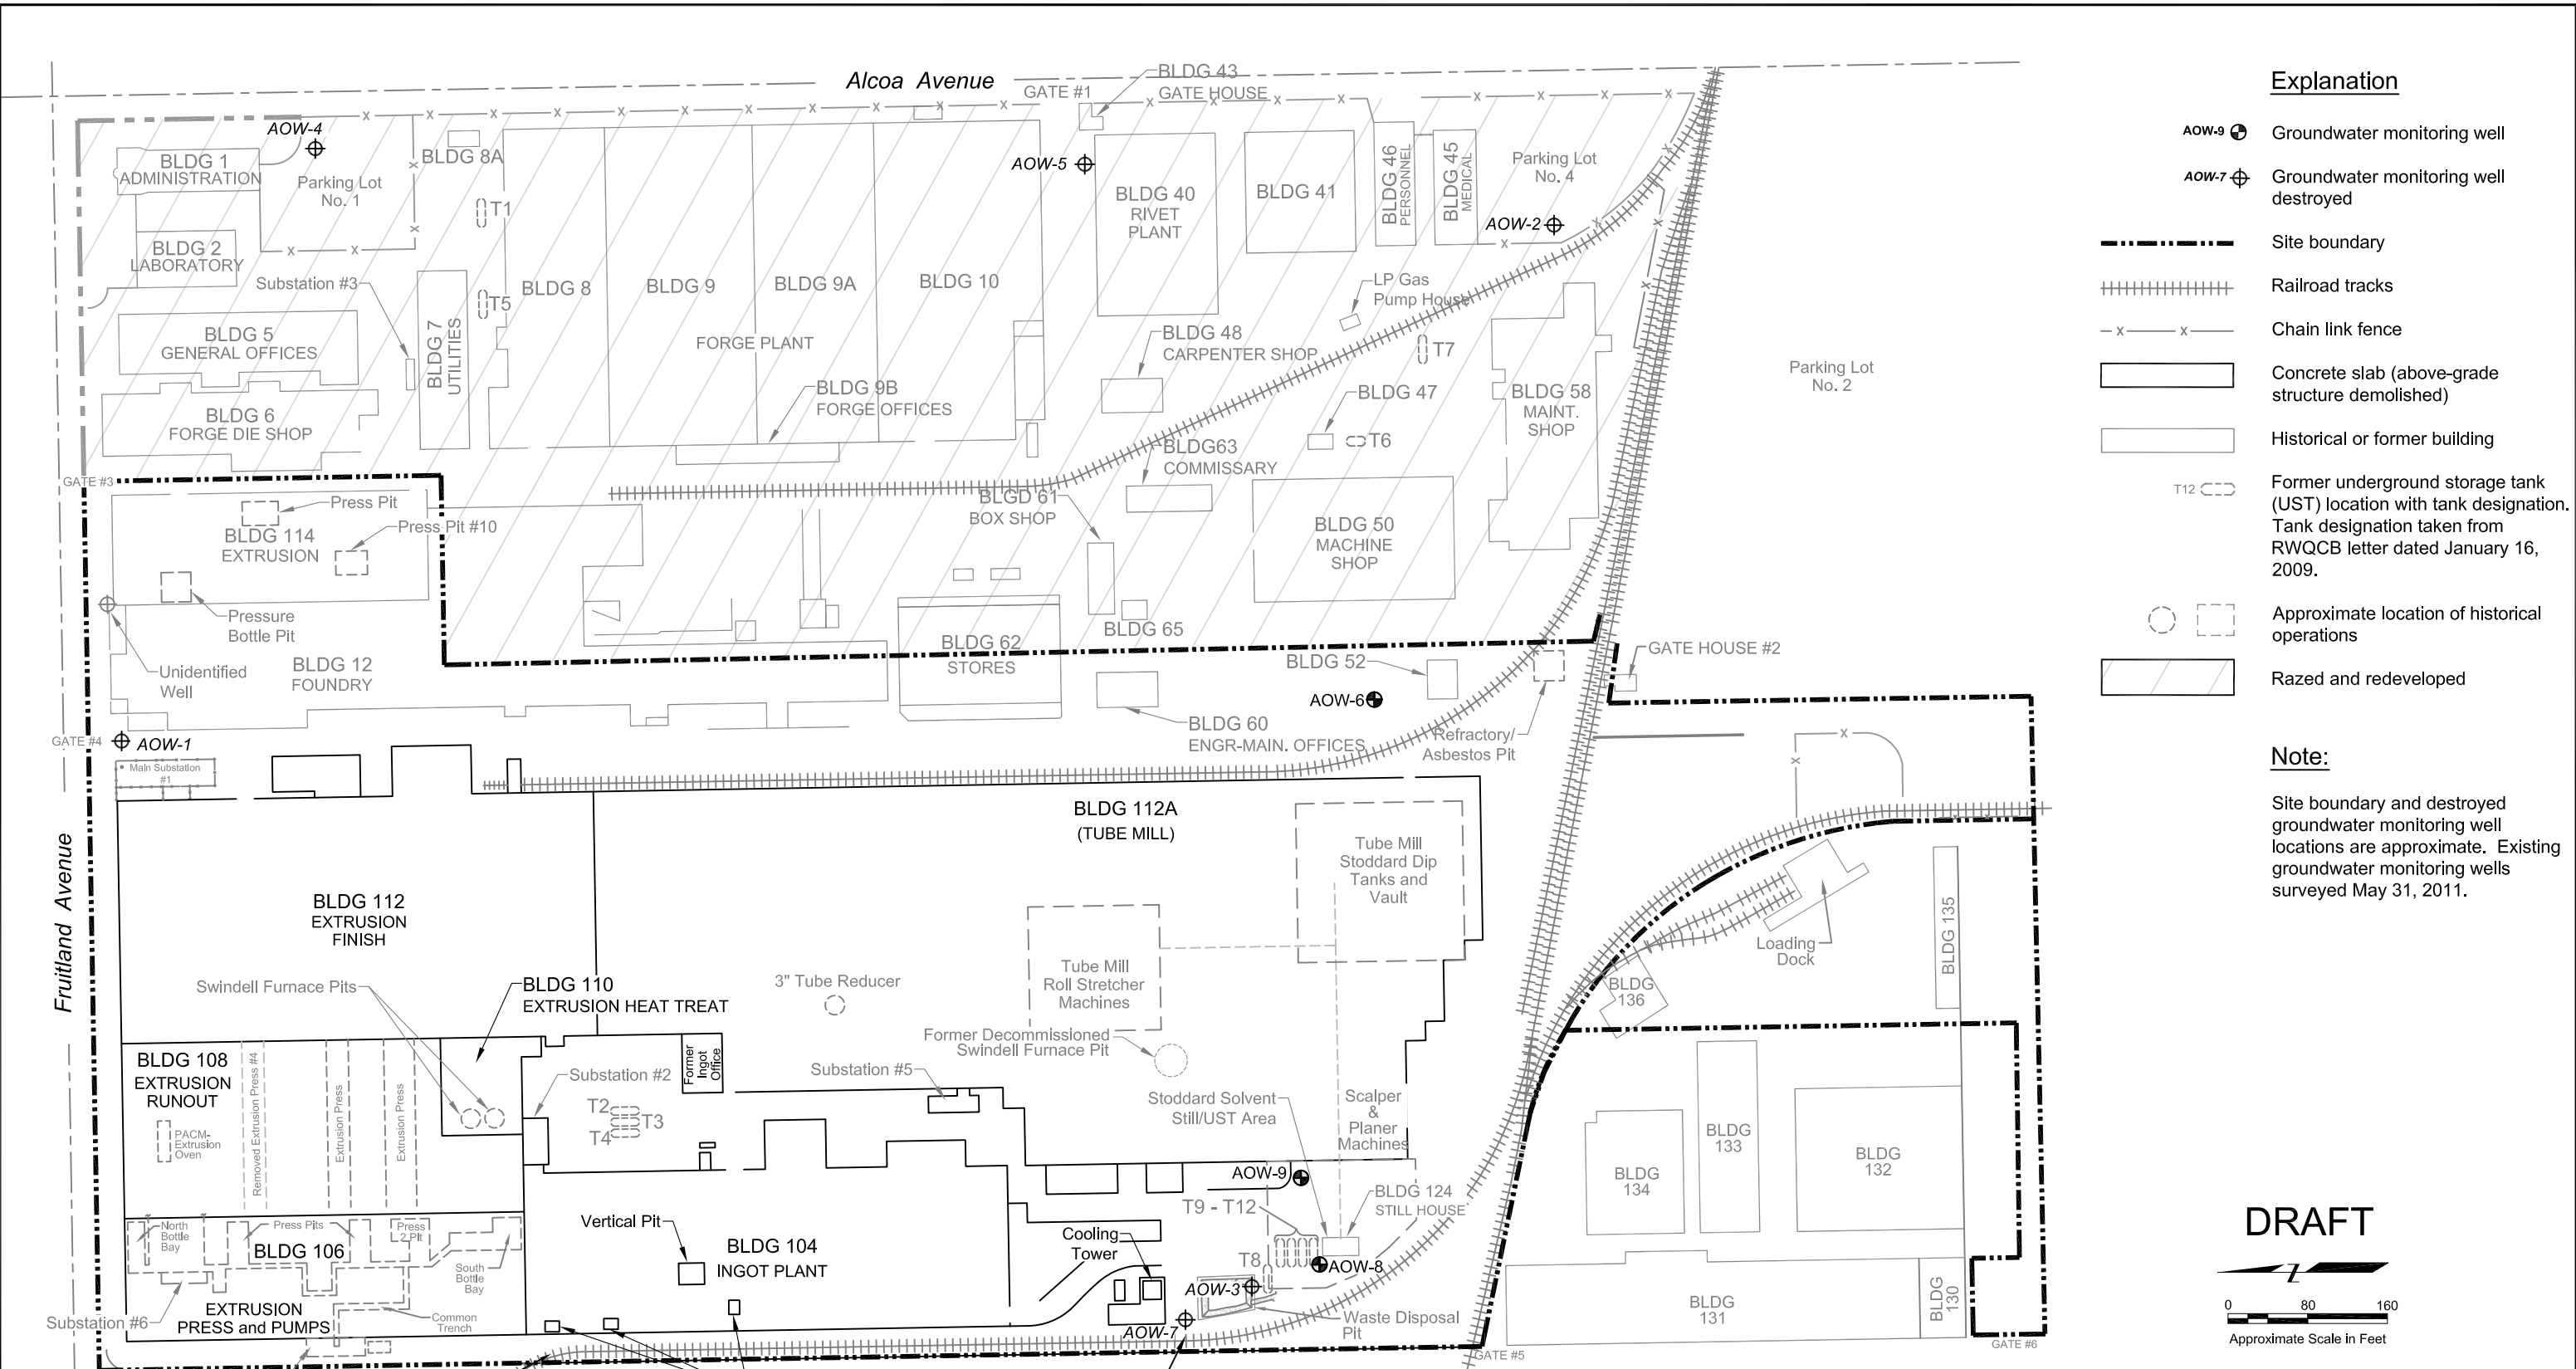 Alcoa Avenue
GATE #1
BLDG 43
GATE HOUSE
AOW-4
BLDG 1
ADMINISTRATION
Parking Lot
No. 1
BLDG 8A
T1
BLDG 2
LABORATORY
Substation #3
T5
BLDG 7
UTILITIES
BLDG 5
GENERAL OFFICES
BLDG 6
FORGE DIE SHOP
BLDG 8
BLDG 9
BLDG 9A
BLDG 10
FORGE PLANT
BLDG 9B
FORGE OFFICES
AOW-5
BLDG 40
RIVET
PLANT
BLDG 41
BLDG 46
PERSONNEL
BLDG 45
MEDICAL
Parking Lot
No. 4
AOW-2
LP Gas
Pump House
BLDG 48
CARPENTER SHOP
T7
BLDG 47
T6
BLDG 58
MAINT.
SHOP
BLDG63
COMMISSARY
BLGD 61
BOX SHOP
BLDG 50
MACHINE
SHOP
BLDG 65
Parking Lot
No. 2
GATE #3
Press Pit
Press Pit #10
BLDG 114
EXTRUSION
Pressure
Bottle Pit
Unidentified
Well
BLDG 12
FOUNDRY
BLDG 62
STORES
BLDG 52
AOW-6
BLDG 60
ENGR-MAIN. OFFICES
Refractory/
Asbestos Pit
GATE HOUSE #2
GATE #4
AOW-1
Main Substation
#1
Fruitland Avenue
BLDG 112
EXTRUSION
FINISH
BLDG 112A
(TUBE MILL)
Tube Mill
Stoddard Dip
Tanks and
Vault
Tube Mill
Roll Stretcher
Machines
3" Tube Reducer
Former Decommissioned
Swindell Furnace Pit
Swindell Furnace Pits
BLDG 110
EXTRUSION HEAT TREAT
BLDG 108
EXTRUSION
RUNOUT
PACM-
Extrusion
Oven
Removed Extrusion Press #4
Extrusion Press
Extrusion Press
Substation #2
T2
T3
T4
Former
Ingot
Office
Substation #5
Stoddard Solvent
Still/UST Area
Scalper
&
Planer
Machines
AOW-9
T9 - T12
BLDG 124
STILL HOUSE
T8
AOW-8
AOW-3
AOW-7
Waste Disposal
Pit
Cooling
Tower
Vertical Pit
BLDG 104
INGOT PLANT
North
Bottle
Bay
Press Pits
Press
2 Pit
BLDG 106
South
Bottle
Bay
EXTRUSION
PRESS and PUMPS
Common
Trench
Substation #6
Loading
Dock
BLDG 135
BLDG
136
BLDG
133
BLDG
134
BLDG
132
BLDG
131
BLDG
130
GATE #5
GATE #6
Explanation
AOW-9 Groundwater monitoring well
AOW-7 Groundwater monitoring well
destroyed
Site boundary
Railroad tracks
Chain link fence
Concrete slab (above-grade
structure demolished)
Historical or former building
T12 Former underground storage tank
(UST) location with tank designation.
Tank designation taken from
RWQCB letter dated January 16,
2009.
Approximate location of historical
operations
Razed and redeveloped
Note:
Site boundary and destroyed
groundwater monitoring well
locations are approximate. Existing
groundwater monitoring wells
surveyed May 31, 2011.
DRAFT
Z
0 80 160
Approximate Scale in Feet